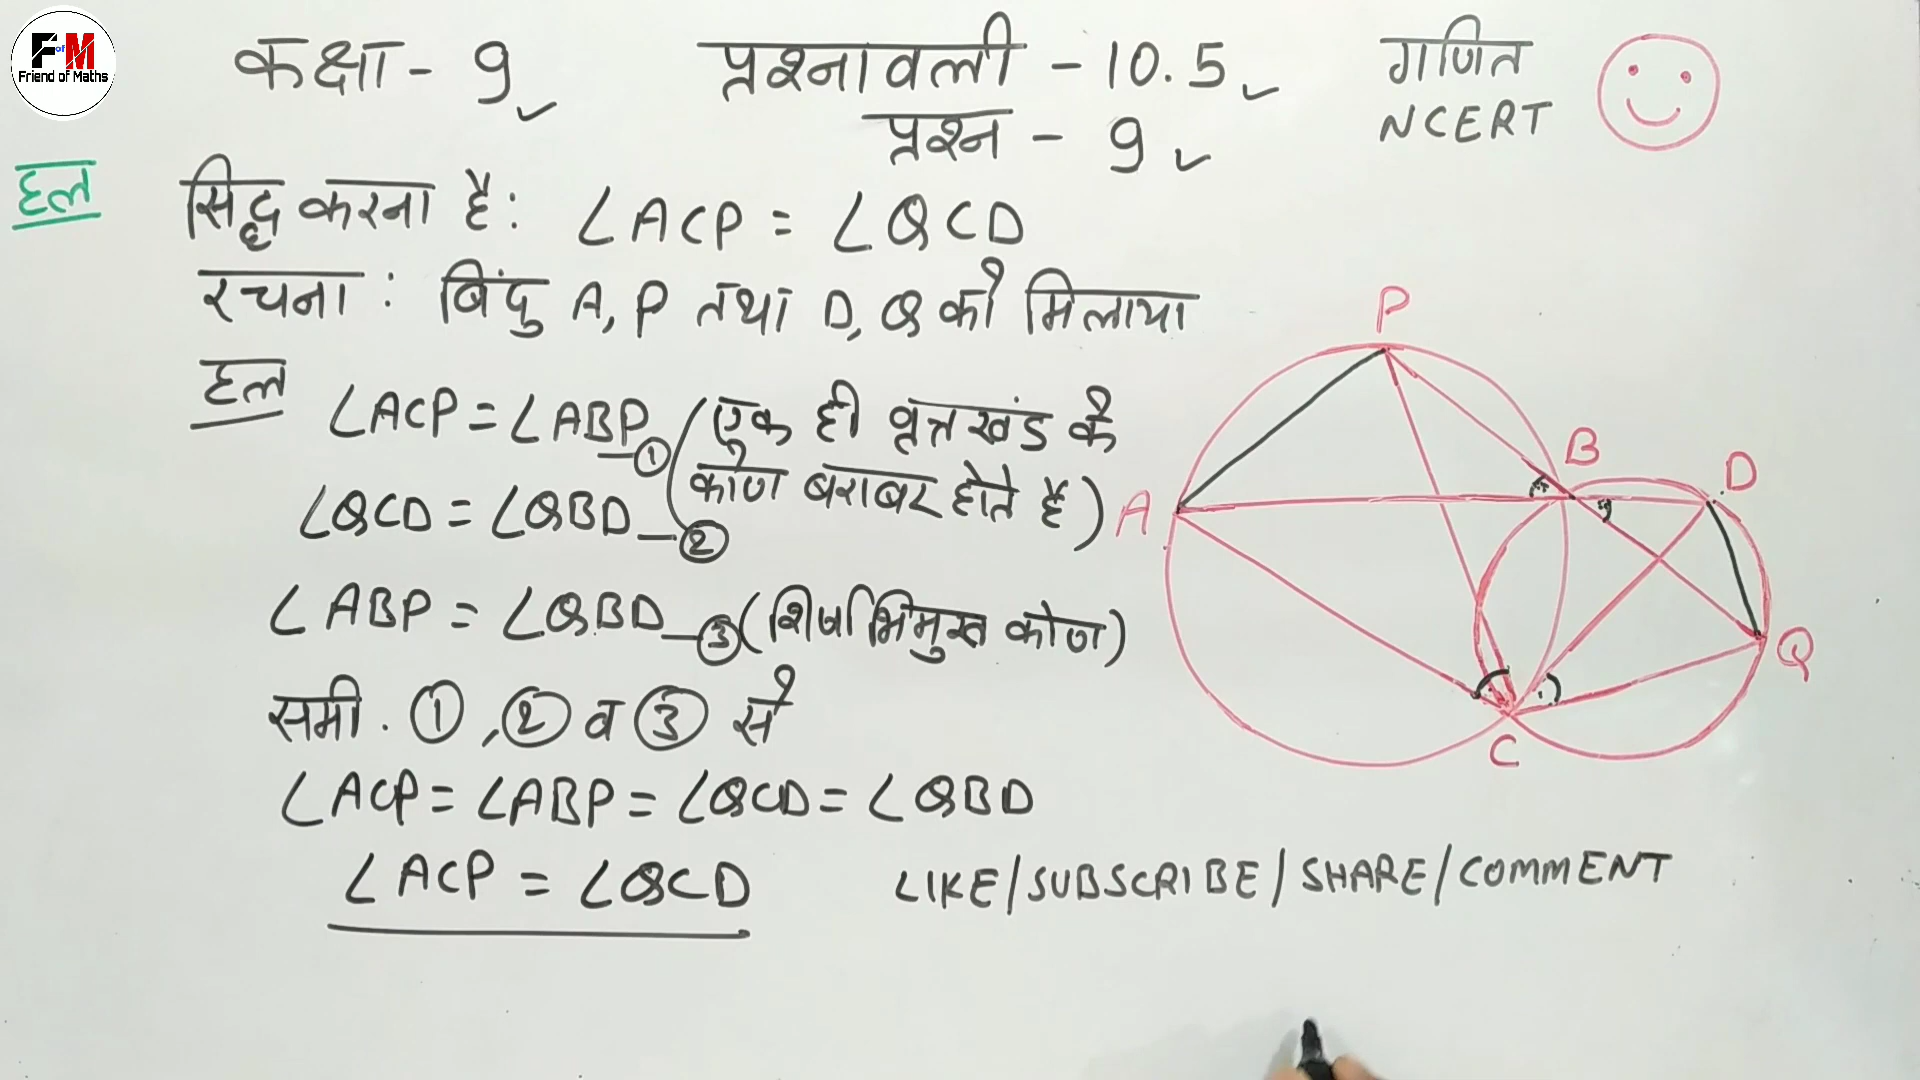 FofM
Friend of Maths
कक्षा - 9 प्रश्नावली - 10.5 गणित
प्रश्न - 9 NCERT
हल
सिद्ध करना है: ∠ACP = ∠QCD
रचना : बिंदु A, P तथा D, Q को मिलाया
हल
∠ACP = ∠ABP — ① (एक ही वृत्तखंड के
∠QCD = ∠QBD — ② कोण बराबर होते है)
∠ABP = ∠QBD — ③ (शिर्षाभिमुख कोण)
समी. ①, ② व ③ से
∠ACP = ∠ABP = ∠QCD = ∠QBD
∠ACP = ∠QCD
LIKE/SUBSCRIBE/SHARE/COMMENT
P
B
D
A
Q
C